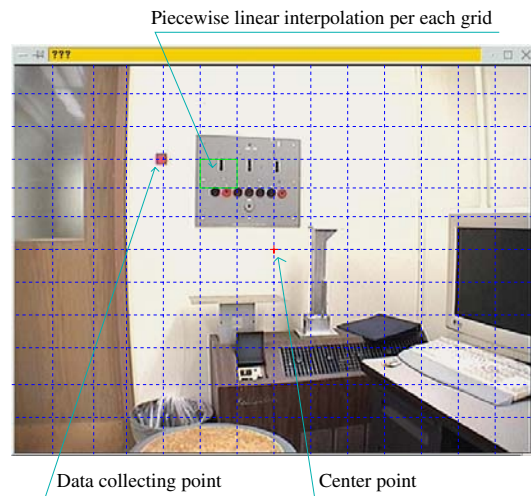 Piecewise linear interpolation per each grid
???
Data collecting point
Center point